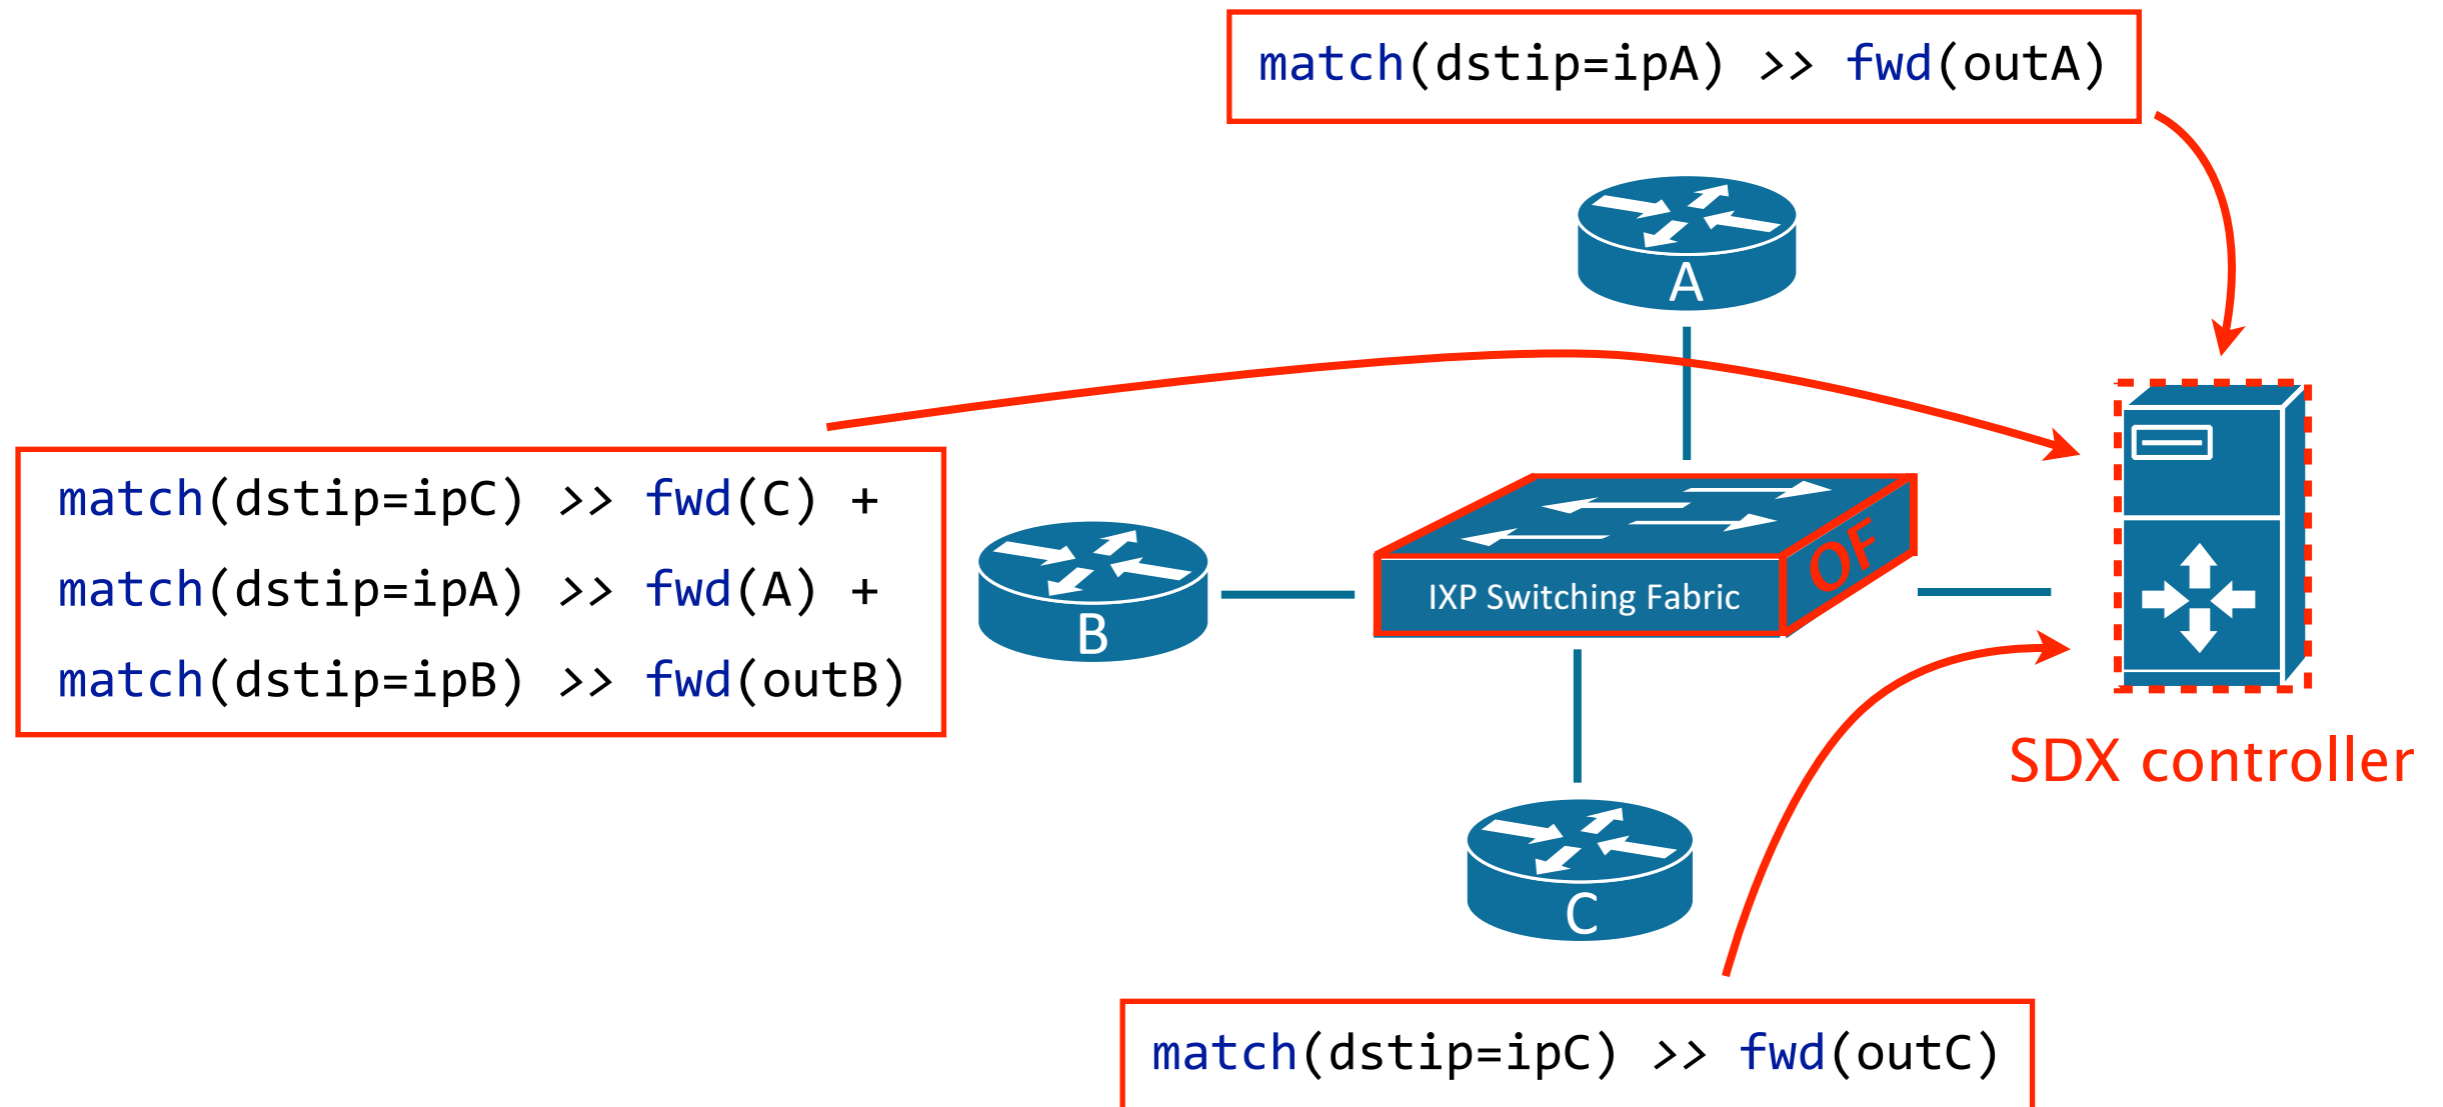 match(dstip=ipA) >> fwd(outA)
A
match(dstip=ipC) >> fwd(C) +
match(dstip=ipA) >> fwd(A) +
match(dstip=ipB) >> fwd(outB)
B
IXP Switching Fabric
OF
SDX controller
C
match(dstip=ipC) >> fwd(outC)